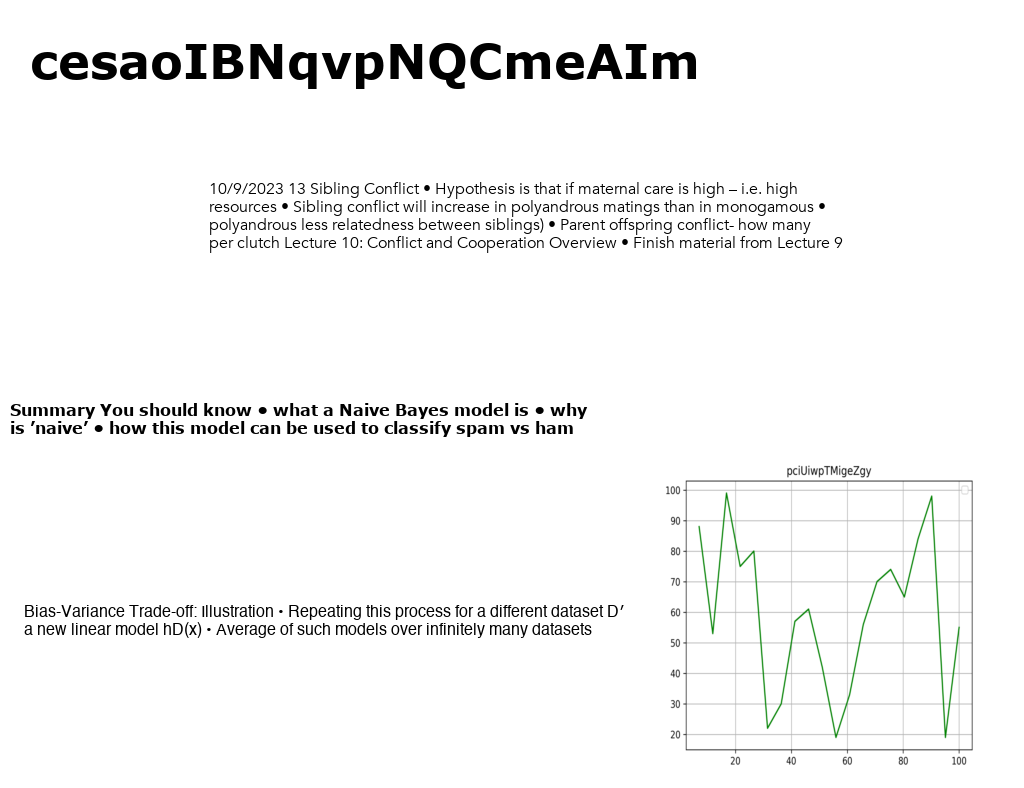 cesaoIBNqvpNQCmeAIm
10/9/2023 13 Sibling Conflict • Hypothesis is that if maternal care is high – i.e. high
resources • Sibling conflict will increase in polyandrous matings than in monogamous •
polyandrous less relatedness between siblings) • Parent offspring conflict- how many
per clutch Lecture 10: Conflict and Cooperation Overview • Finish material from Lecture 9
Summary You should know • what a Naive Bayes model is • why
is ’naive’ • how this model can be used to classify spam vs ham
Bias-Variance Trade-off: Illustration • Repeating this process for a different dataset D′
a new linear model hD(x) • Average of such models over infinitely many datasets
pciUiwpTMigeZgy
100
90
80
70
60
50
40
30
20
20 40 60 80 100